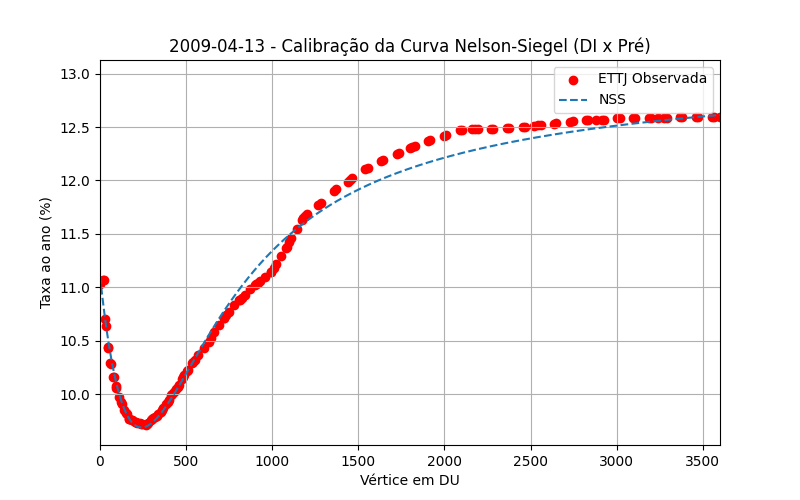 2009-04-13 - Calibração da Curva Nelson-Siegel (DI x Pré)
ETTJ Observada
NSS
Taxa ao ano (%)
13.0
12.5
12.0
11.5
11.0
10.5
10.0
0 500 1000 1500 2000 2500 3000 3500
Vértice em DU